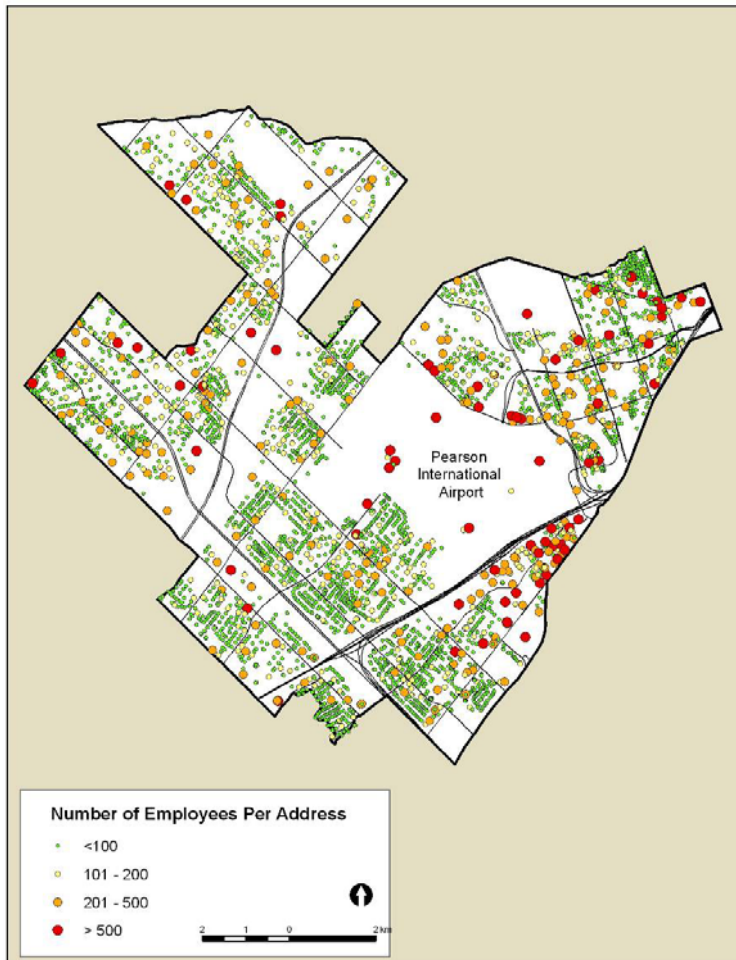 Pearson
International
Airport
Number of Employees Per Address
<100
101 - 200
201 - 500
> 500
2 1 0 2 km